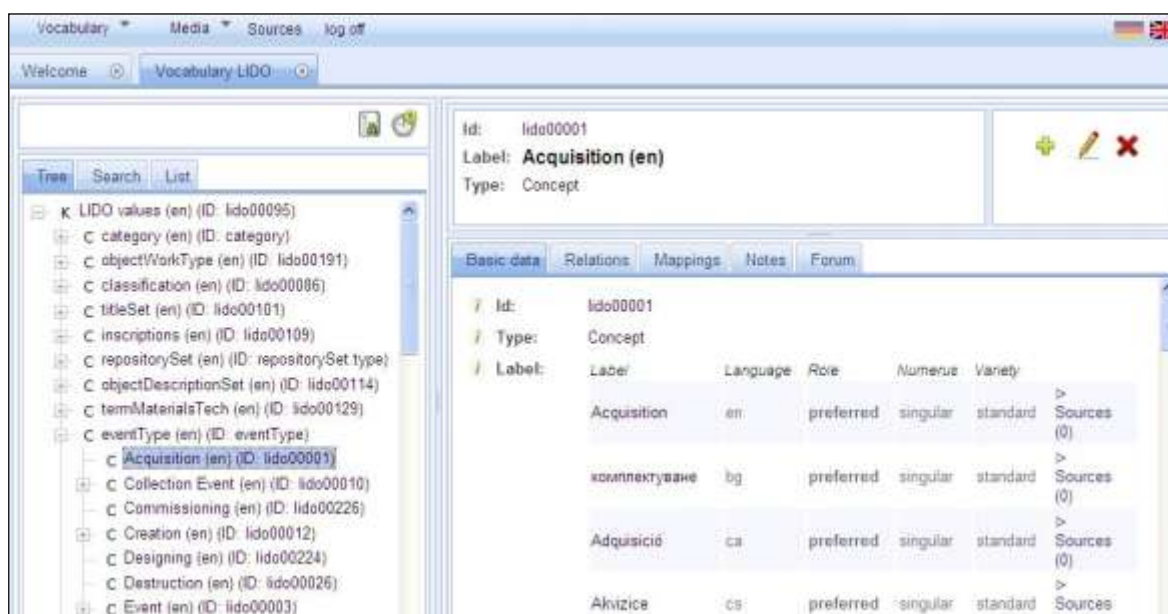 Vocabulary Media Sources log off
Welcome Vocabulary LIDO
Tree Search List
K LIDO values (en) (ID: lido00095)
C category (en) (ID: category)
C objectWorkType (en) (ID: lido00191)
C classification (en) (ID: lido00086)
C titleSet (en) (ID: lido00101)
C inscriptions (en) (ID: lido00109)
C repositorySet (en) (ID: repositorySet.type)
C objectDescriptionSet (en) (ID: lido00114)
C termMaterialsTech (en) (ID: lido00129)
C eventType (en) (ID: eventType)
C Acquisition (en) (ID: lido00001)
C Collection Event (en) (ID: lido00010)
C Commissioning (en) (ID: lido00226)
C Creation (en) (ID: lido00012)
C Designing (en) (ID: lido00224)
C Destruction (en) (ID: lido00026)
C Event (en) (ID: lido00003)
Id: lido00001
Label: Acquisition (en)
Type: Concept
Basic data Relations Mappings Notes Forum
i Id: lido00001
i Type: Concept
i Label: Label Language Role Numerus Variety
Acquisition en preferred singular standard > Sources (0)
комплектуване bg preferred singular standard > Sources (0)
Adquisició ca preferred singular standard > Sources (0)
Akvizice cs preferred singular standard > Sources